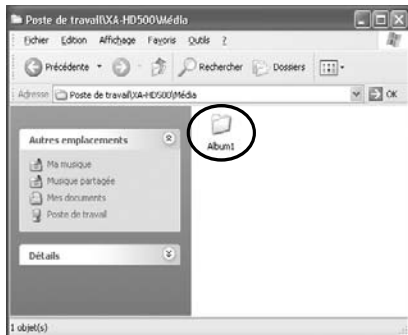 Poste de travail\XA-HD500\Média
Fichier Edition Affichage Favoris Outils ?
Précédente Rechercher Dossiers
Adresse Poste de travail\XA-HD500\Média OK
Autres emplacements
Ma musique
Musique partagée
Mes documents
Poste de travail
Détails
Album1
1 objet(s)